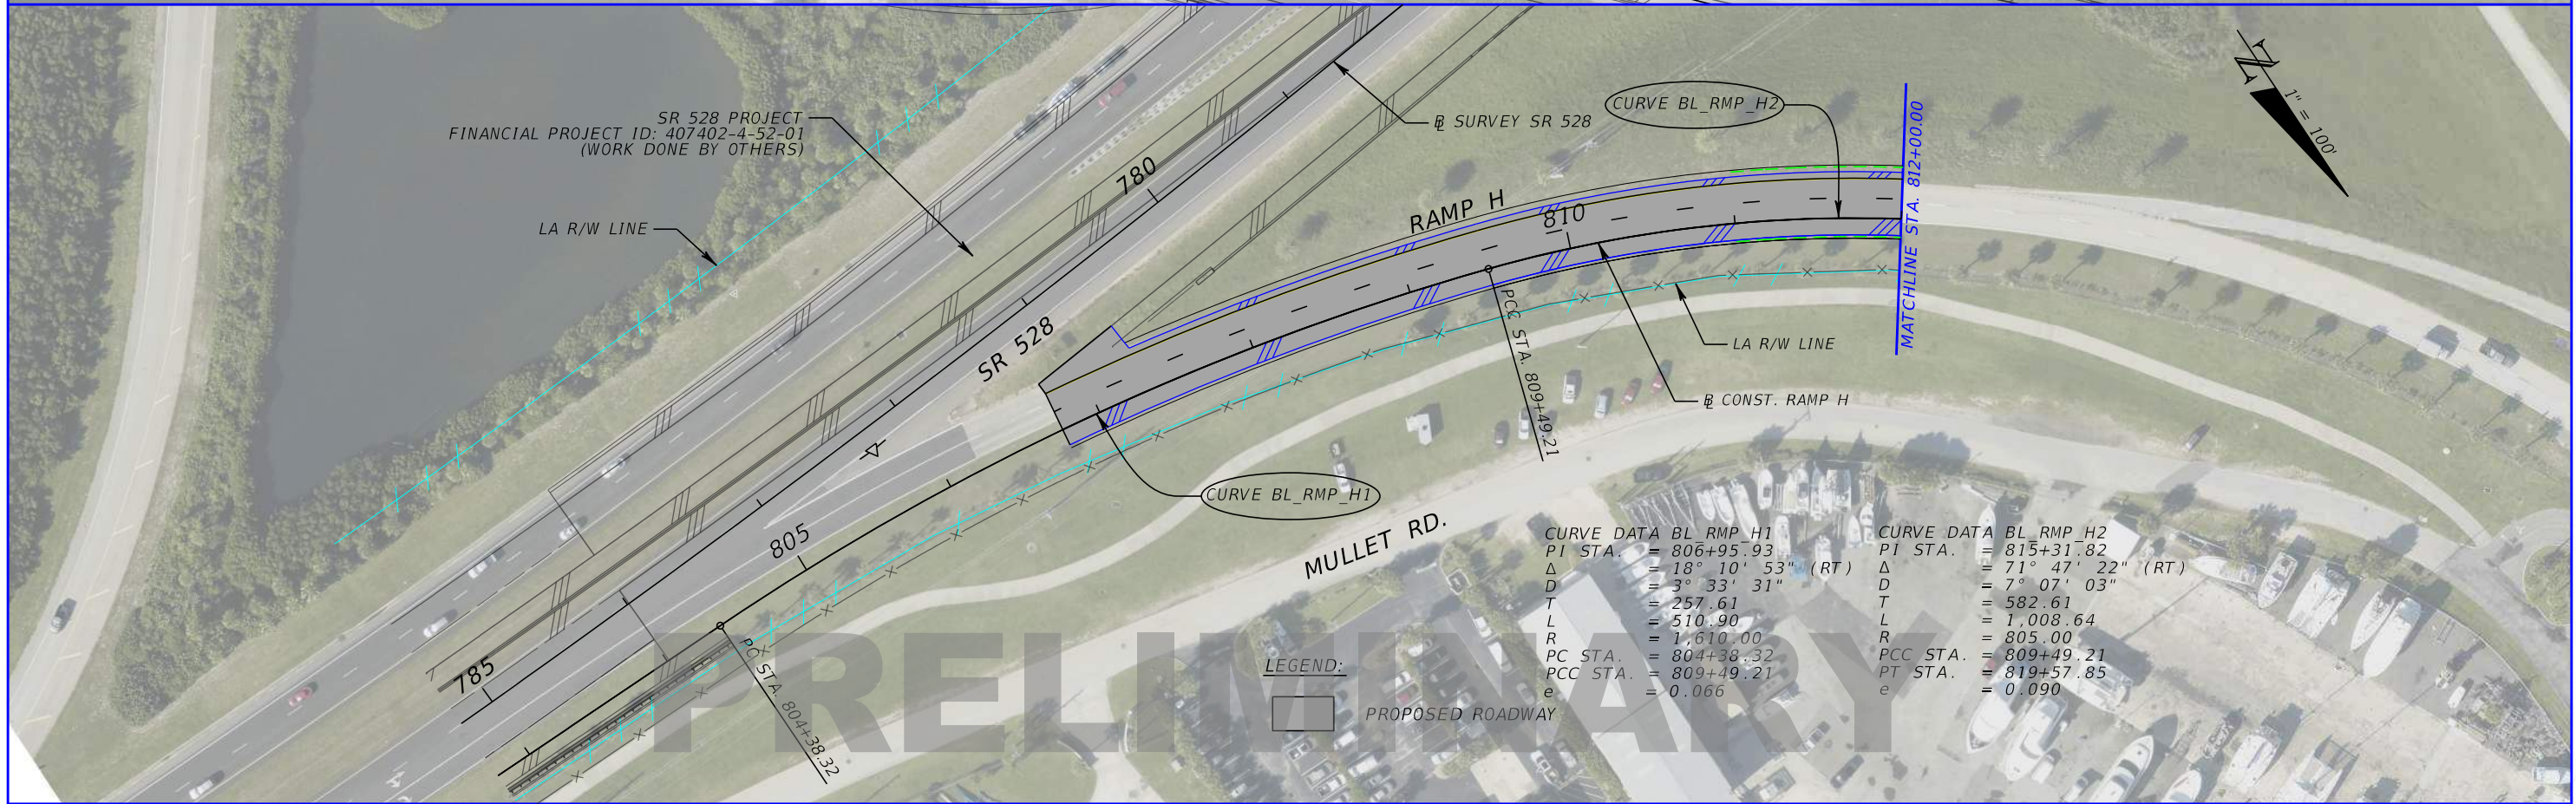 SR 528 PROJECT
FINANCIAL PROJECT ID: 407402-4-52-01
(WORK DONE BY OTHERS)
LA R/W LINE
780
℄ SURVEY SR 528
CURVE BL_RMP_H2
1" = 100'
N
RAMP H
810
MATCHLINE STA. 812+00.00
SR 528
PCC STA. 809+49.21
LA R/W LINE
℄ CONST. RAMP H
CURVE BL_RMP_H1
805
MULLET RD.
785
PC STA. 804+38.32
LEGEND:
PROPOSED ROADWAY
CURVE DATA BL_RMP_H1
PI STA. = 806+95.93
Δ = 18° 10' 53" (RT)
D = 3° 33' 31"
T = 257.61
L = 510.90
R = 1,610.00
PC STA. = 804+38.32
PCC STA. = 809+49.21
e = 0.066
CURVE DATA BL_RMP_H2
PI STA. = 815+31.82
Δ = 71° 47' 22" (RT)
D = 7° 07' 03"
T = 582.61
L = 1,008.64
R = 805.00
PCC STA. = 809+49.21
PT STA. = 819+57.85
e = 0.090
PRELIMINARY